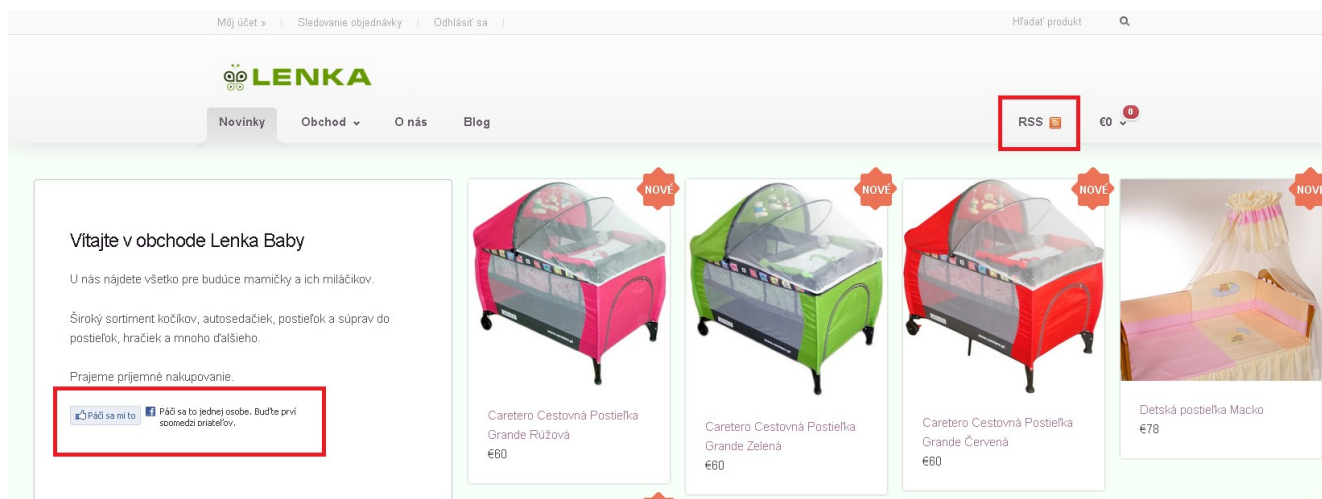 Môj účet »
Sledovanie objednávky
Odhlásiť sa
Hľadať produkt
LENKA
Novinky
Obchod
O nás
Blog
RSS
€0
0
Vítajte v obchode Lenka Baby
U nás nájdete všetko pre budúce mamičky a ich miláčikov.
Široký sortiment kočíkov, autosedačiek, postieľok a súprav do
postieľok, hračiek a mnoho ďalšieho.
Prajeme príjemné nakupovanie.
Páči sa mi to
Páči sa to jednej osobe. Buďte prví
spomedzi priateľov.
NOVÉ
Caretero Cestovná Postieľka
Grande Růžová
€60
NOVÉ
Caretero Cestovná Postieľka
Grande Zelená
€60
NOVÉ
Caretero Cestovná Postieľka
Grande Červená
€60
NOVÉ
Detská postieľka Macko
€78